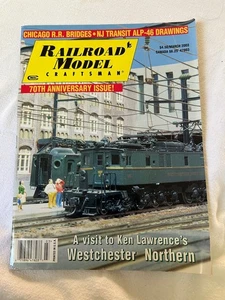 CHICAGO R.R. BRIDGES • NJ TRANSIT ALP-46 DRAWINGS
RAILROAD
MODEL
CRAFTSMAN
70TH ANNIVERSARY ISSUE!
A visit to Ken Lawrence's
Westchester Northern